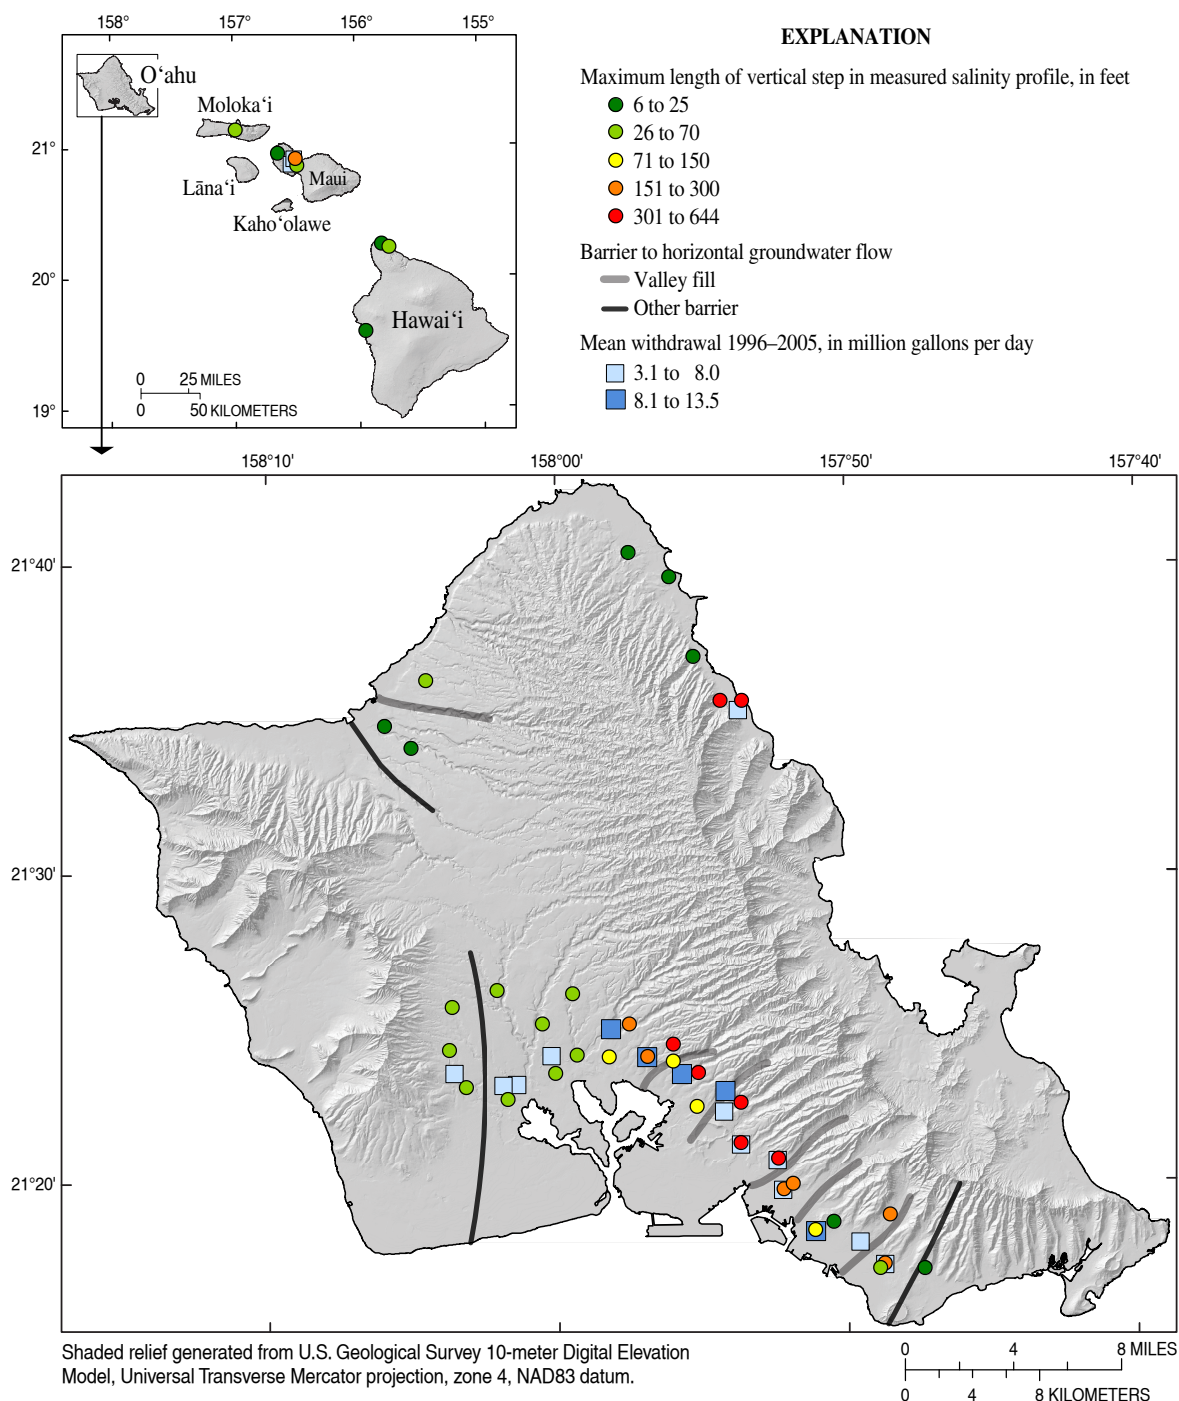 158° 157° 156° 155°
O‘ahu
Moloka‘i
21°
Lāna‘i
Maui
Kaho‘olawe
20°
Hawai‘i
0 25 MILES
0 50 KILOMETERS
19°
EXPLANATION
Maximum length of vertical step in measured salinity profile, in feet
6 to 25
26 to 70
71 to 150
151 to 300
301 to 644
Barrier to horizontal groundwater flow
Valley fill
Other barrier
Mean withdrawal 1996–2005, in million gallons per day
3.1 to 8.0
8.1 to 13.5
158°10' 158°00' 157°50' 157°40'
21°40'
21°30'
21°20'
Shaded relief generated from U.S. Geological Survey 10-meter Digital Elevation
Model, Universal Transverse Mercator projection, zone 4, NAD83 datum.
0 4 8 MILES
0 4 8 KILOMETERS